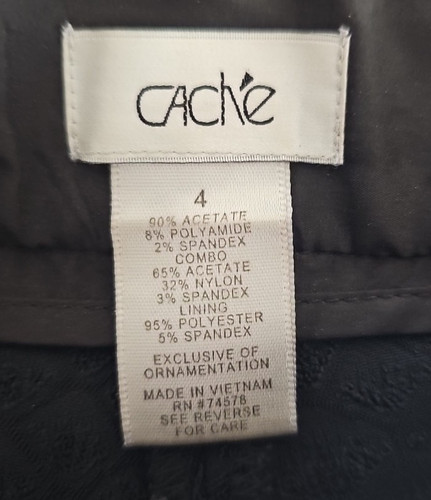 CAChé
4
90% ACETATE
8% POLYAMIDE
2% SPANDEX
COMBO
65% ACETATE
32% NYLON
3% SPANDEX
LINING
95% POLYESTER
5% SPANDEX
EXCLUSIVE OF
ORNAMENTATION
MADE IN VIETNAM
RN #74578
SEE REVERSE
FOR CARE